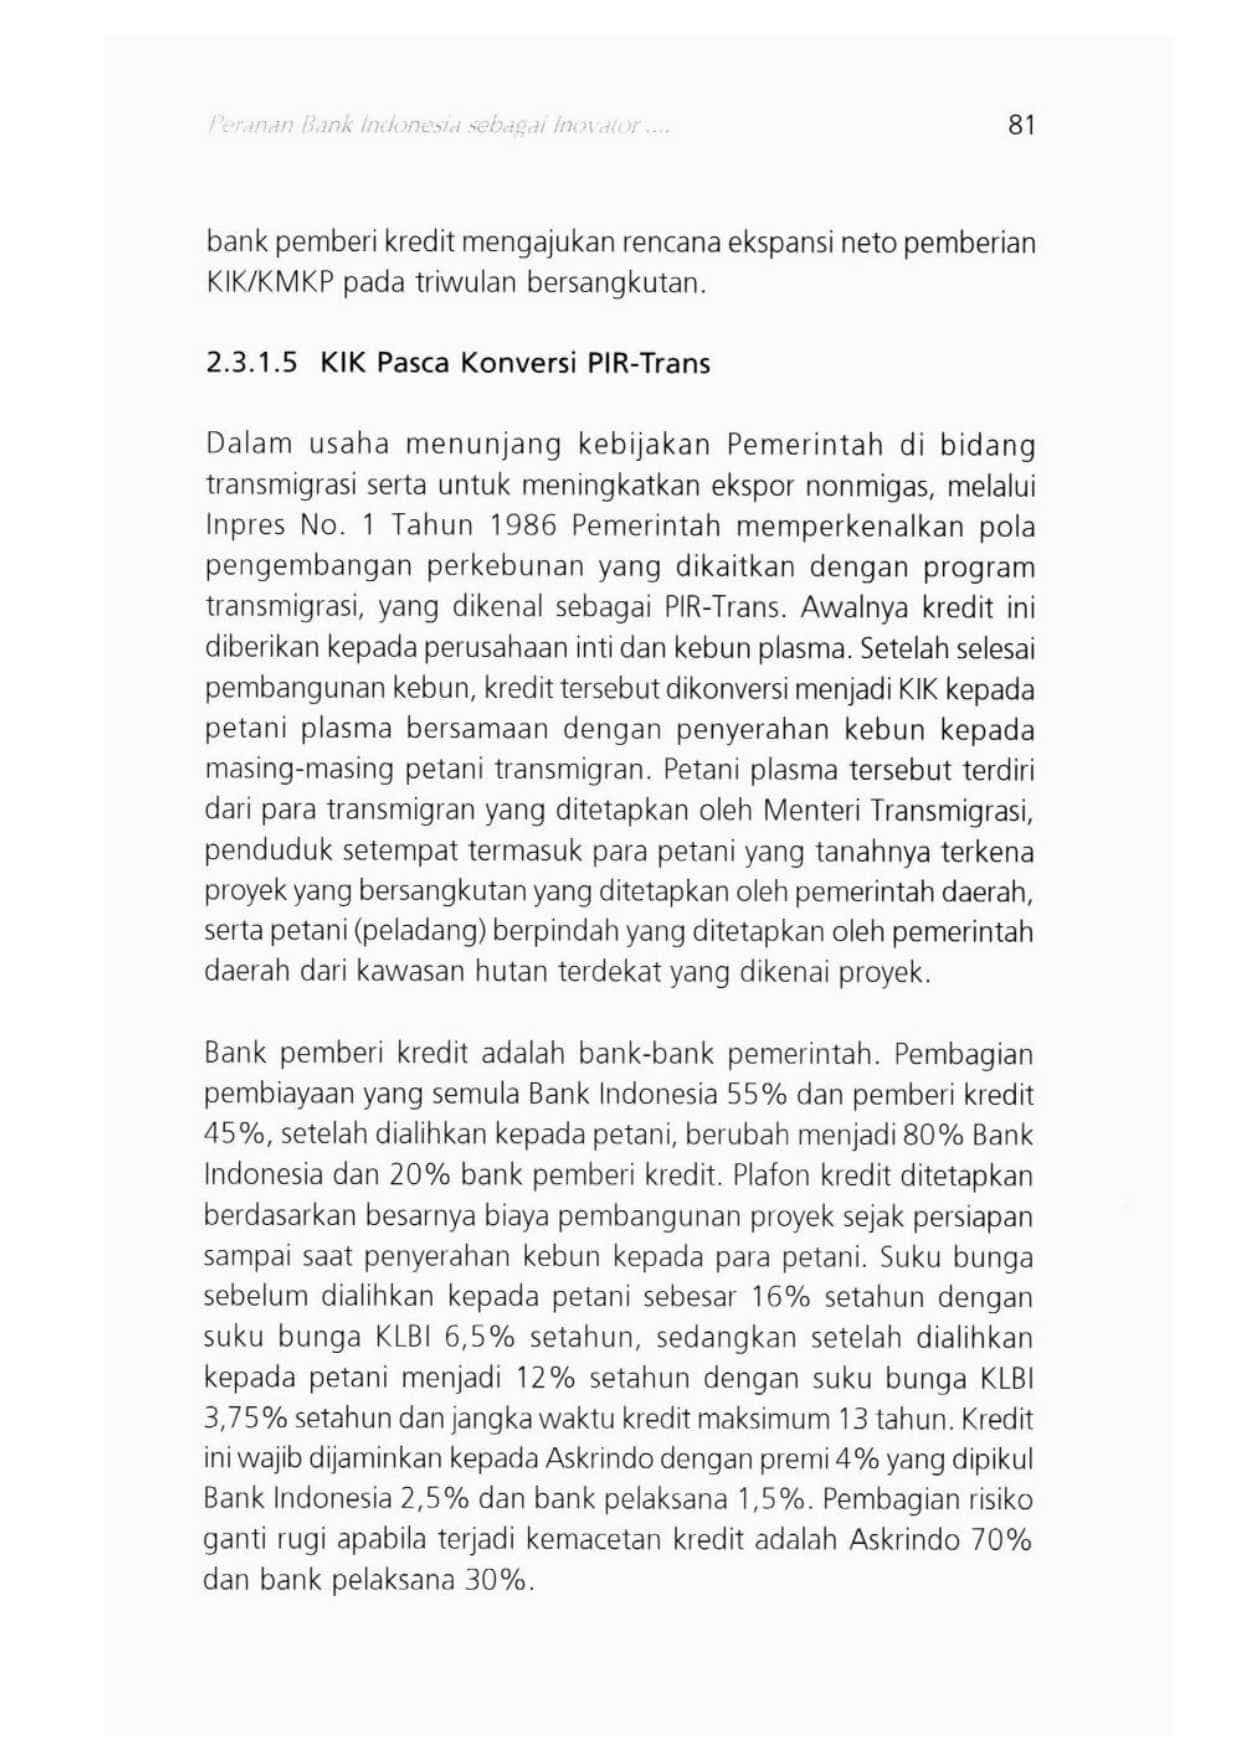 Peranan Bank Indonesia sebagai Inovator ....
81
bank pemberi kredit mengajukan rencana ekspansi neto pemberian
KIK/KMKP pada triwulan bersangkutan.
2.3.1.5 KIK Pasca Konversi PIR-Trans
Dalam usaha menunjang kebijakan Pemerintah di bidang
transmigrasi serta untuk meningkatkan ekspor nonmigas, melalui
Inpres No. 1 Tahun 1986 Pemerintah memperkenalkan pola
pengembangan perkebunan yang dikaitkan dengan program
transmigrasi, yang dikenal sebagai PIR-Trans. Awalnya kredit ini
diberikan kepada perusahaan inti dan kebun plasma. Setelah selesai
pembangunan kebun, kredit tersebut dikonversi menjadi KIK kepada
petani plasma bersamaan dengan penyerahan kebun kepada
masing-masing petani transmigran. Petani plasma tersebut terdiri
dari para transmigran yang ditetapkan oleh Menteri Transmigrasi,
penduduk setempat termasuk para petani yang tanahnya terkena
proyek yang bersangkutan yang ditetapkan oleh pemerintah daerah,
serta petani (peladang) berpindah yang ditetapkan oleh pemerintah
daerah dari kawasan hutan terdekat yang dikenai proyek.
Bank pemberi kredit adalah bank-bank pemerintah. Pembagian
pembiayaan yang semula Bank Indonesia 55% dan pemberi kredit
45%, setelah dialihkan kepada petani, berubah menjadi 80% Bank
Indonesia dan 20% bank pemberi kredit. Plafon kredit ditetapkan
berdasarkan besarnya biaya pembangunan proyek sejak persiapan
sampai saat penyerahan kebun kepada para petani. Suku bunga
sebelum dialihkan kepada petani sebesar 16% setahun dengan
suku bunga KLBI 6,5% setahun, sedangkan setelah dialihkan
kepada petani menjadi 12% setahun dengan suku bunga KLBI
3,75% setahun dan jangka waktu kredit maksimum 13 tahun. Kredit
ini wajib dijaminkan kepada Askrindo dengan premi 4% yang dipikul
Bank Indonesia 2,5% dan bank pelaksana 1,5%. Pembagian risiko
ganti rugi apabila terjadi kemacetan kredit adalah Askrindo 70%
dan bank pelaksana 30%.